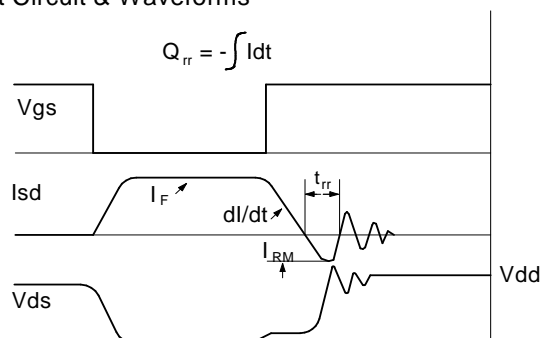 t Circuit & Waveforms
Q rr = -∫Idt
Vgs
Isd
I F
t rr
dI/dt
I RM
Vdd
Vds